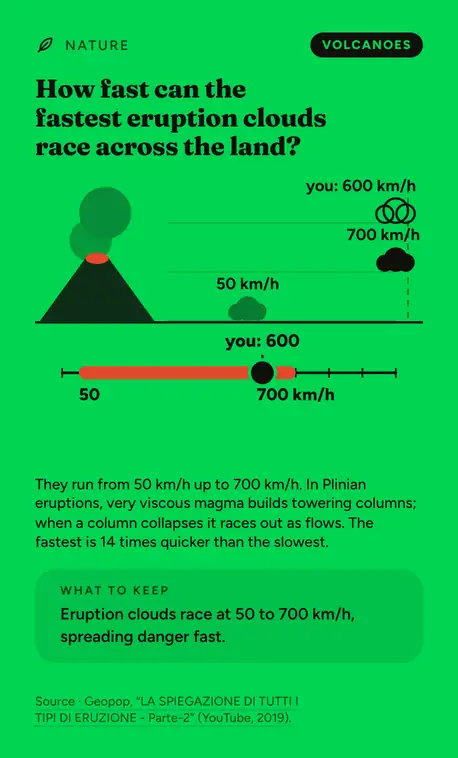 NATURE
VOLCANOES
How fast can the
fastest eruption clouds
race across the land?
you: 600 km/h
700 km/h
50 km/h
you: 600
50
700 km/h
They run from 50 km/h up to 700 km/h. In Plinian
eruptions, very viscous magma builds towering columns;
when a column collapses it races out as flows. The
fastest is 14 times quicker than the slowest.
WHAT TO KEEP
Eruption clouds race at 50 to 700 km/h,
spreading danger fast.
Source · Geopop, “LA SPIEGAZIONE DI TUTTI I
TIPI DI ERUZIONE - Parte-2” (YouTube, 2019).